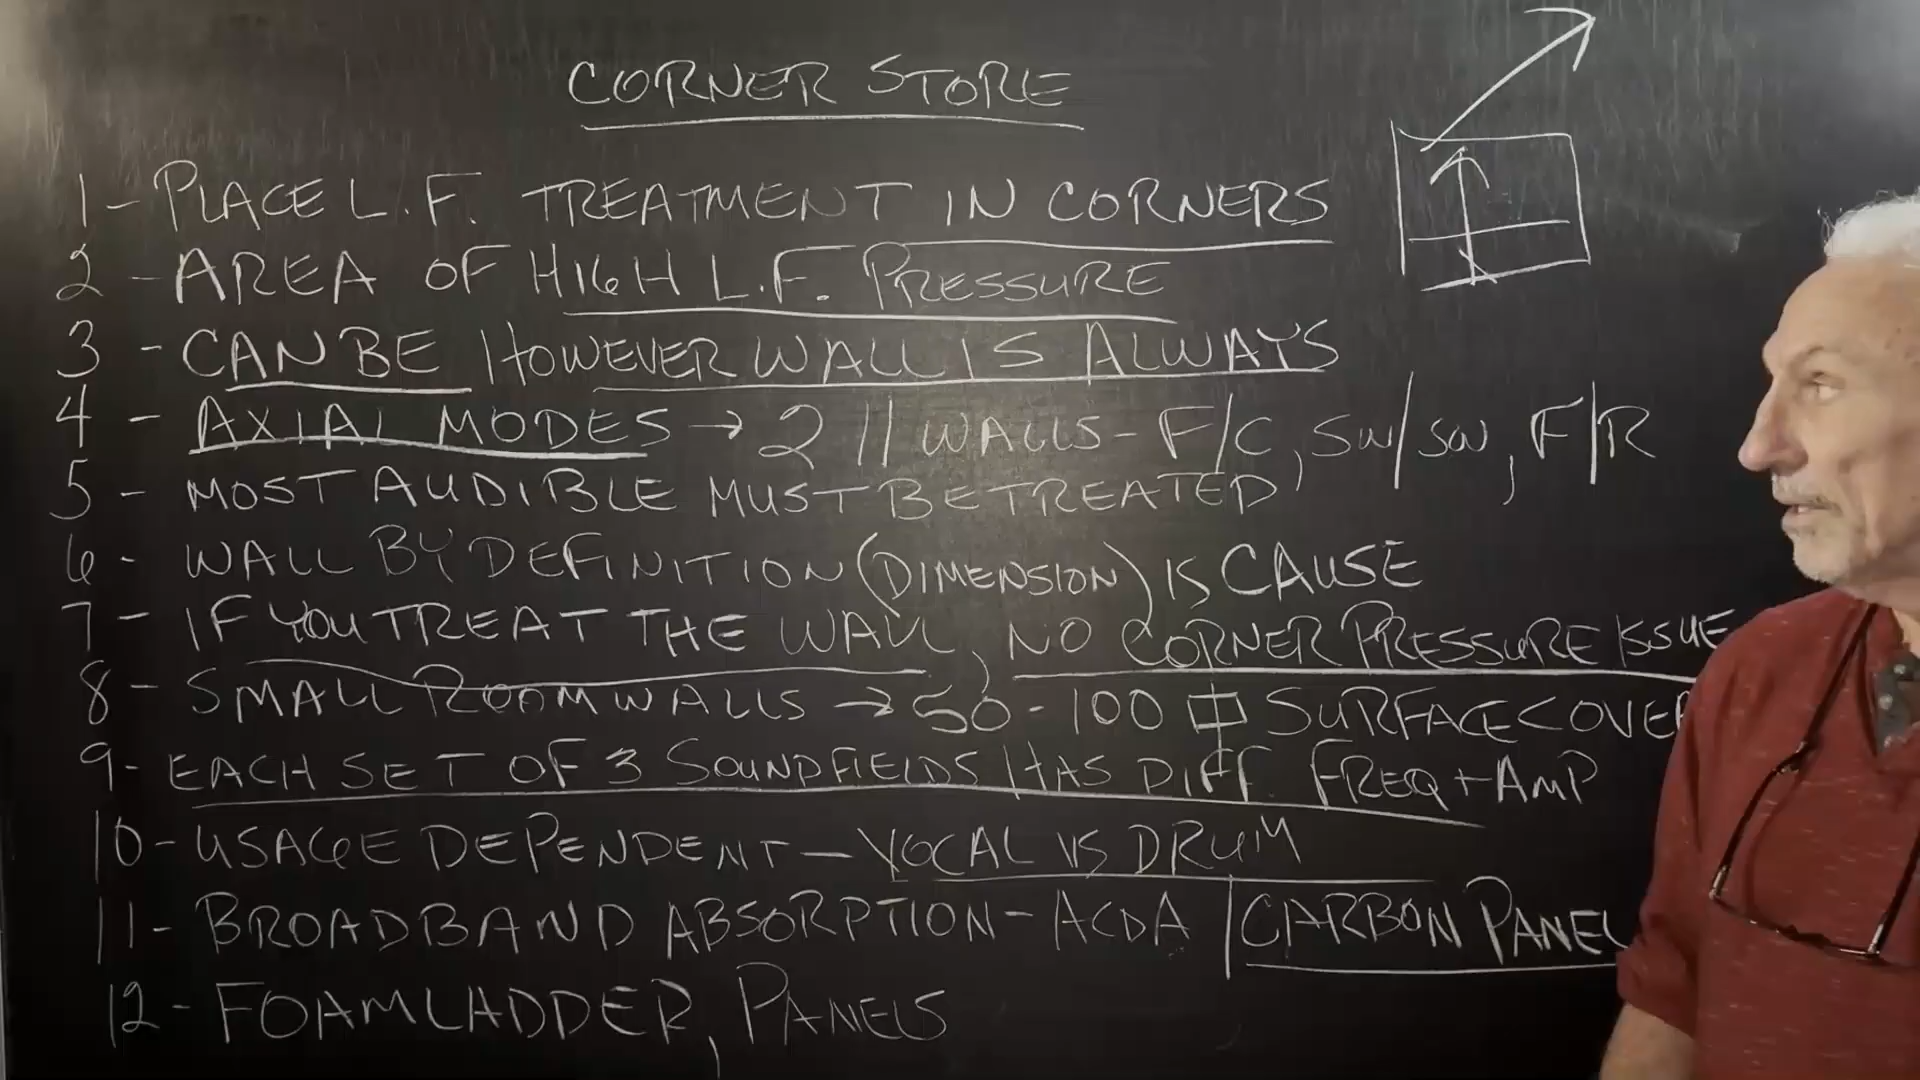 CORNER STORE
1 - PLACE L.F. TREATMENT IN CORNERS
2 - AREA OF HIGH L.F. PRESSURE
3 - CAN BE HOWEVER WALL IS ALWAYS
4 - AXIAL MODES → 2 // WALLS - F/C, SW/SW, F/R
5 - MOST AUDIBLE MUST BE TREATED
6 - WALL BY DEFINITION (DIMENSION) IS CAUSE
7 - IF YOU TREAT THE WALL, NO CORNER PRESSURE ISSUE
8 - SMALL ROOM WALLS → 50 - 100 SURFACE COVER
9 - EACH SET OF 3 SOUNDFIELDS HAS DIFF. FREQ + AMP
10 - USAGE DEPENDENT - VOCAL VS DRUM
11 - BROADBAND ABSORPTION - ACDA / CARBON PANEL
12 - FOAM LADDER, PANELS